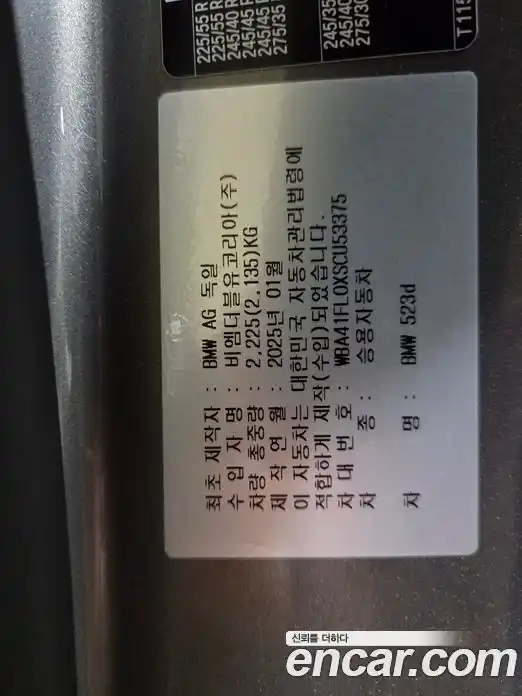 225/55 R
225/55 R
245/40 R
245/45 R
245/45 R
275/35
245/35
245/40
275/30
T115
최초 제작자 : BMW AG 독일
수 입 자 명 : 비엠더블유코리아(주)
차량 총중량 : 2,225(2,135)KG
제 작 연 월 : 2025년 01월
이 자동차는 대한민국 자동차관리법령에
적합하게 제작(수입)되었습니다.
차 대 번 호 : WBA41FL0XSCU53375
차 종 : 승용자동차
차 명 : BMW 523d
신뢰를 더하다
encar.com